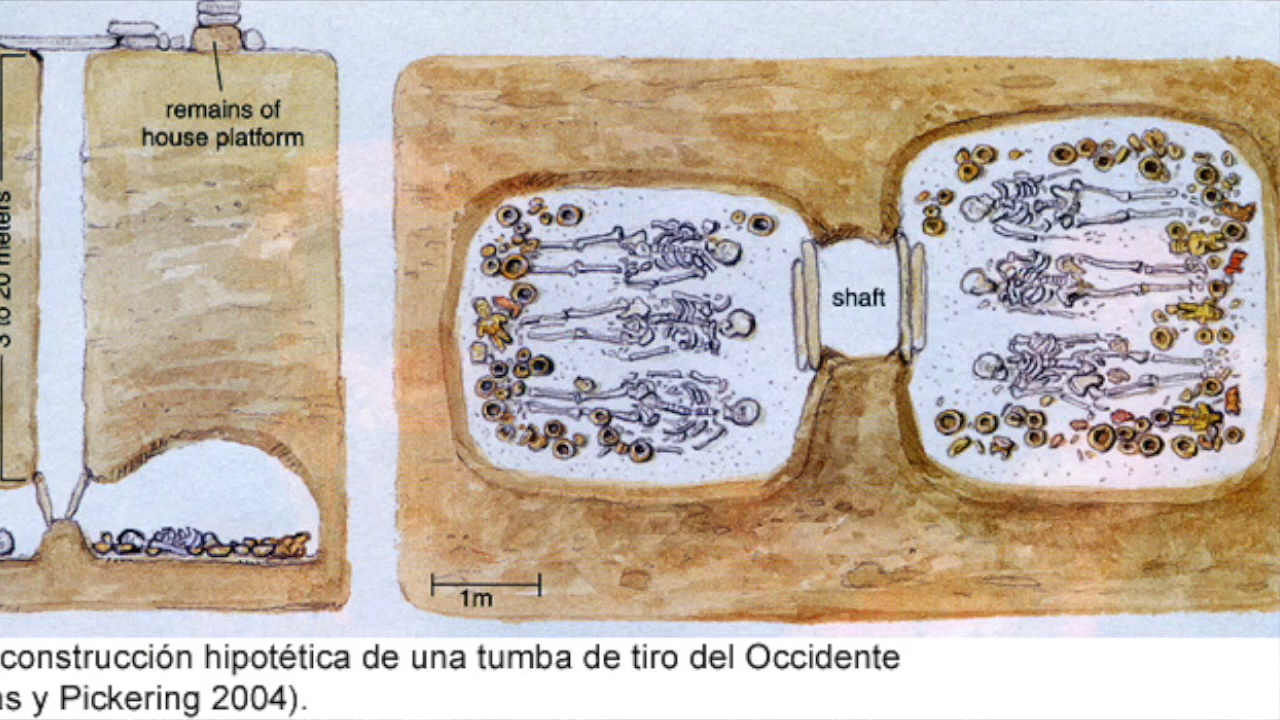 remains of
house platform
3 to 20 meters
shaft
1m
construcción hipotética de una tumba de tiro del Occidente
as y Pickering 2004).